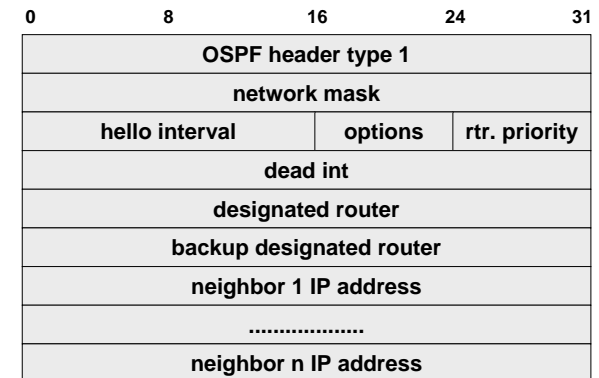 0 8 16 24 31
OSPF header type 1
network mask
hello interval options rtr. priority
dead int
designated router
backup designated router
neighbor 1 IP address
...................
neighbor n IP address